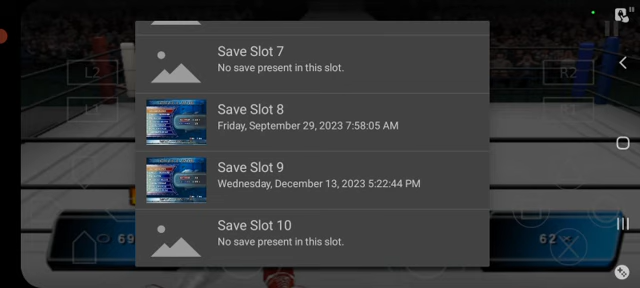 Save Slot 7
No save present in this slot.
L2
R2
Save Slot 8
Friday, September 29, 2023 7:58:05 AM
L1
Save Slot 9
Wednesday, December 13, 2023 5:22:44 PM
Save Slot 10
No save present in this slot.
69
62